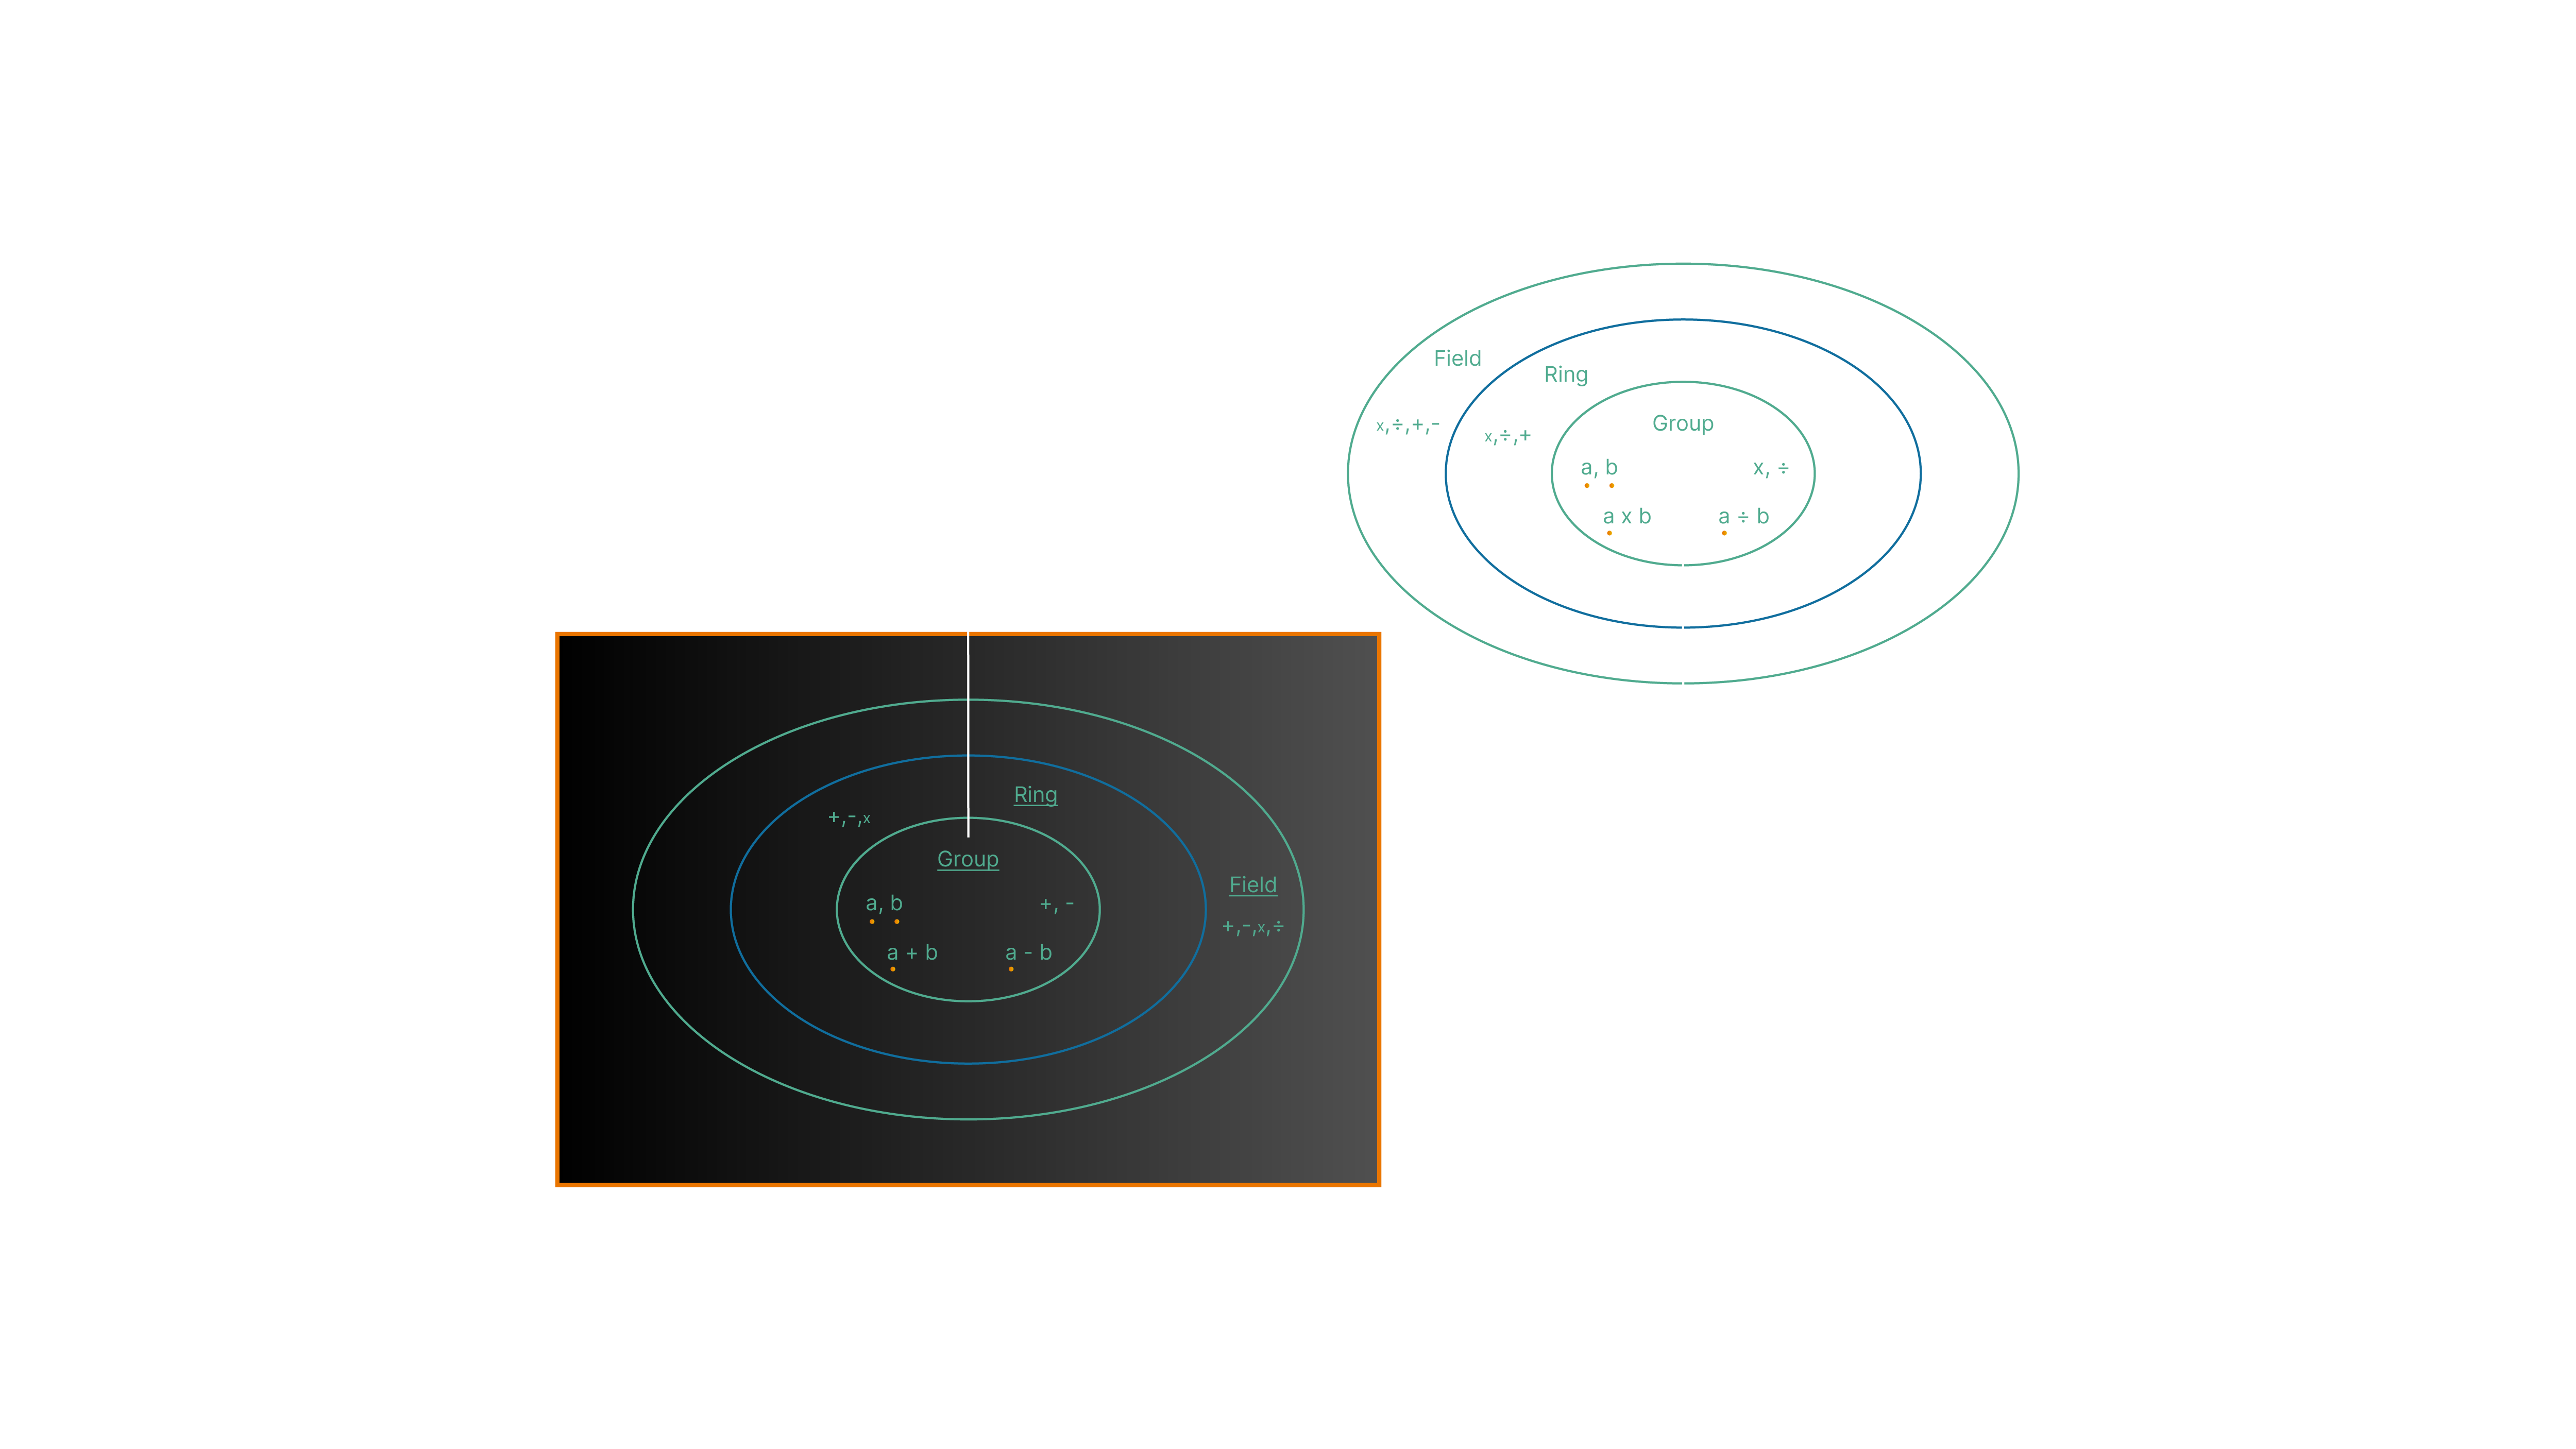 Field
Ring
Group
x,÷,+,-
x,÷,+
a, b
x, ÷
a x b
a ÷ b
Ring
+,-,x
Group
Field
a, b
+, -
+,-,x,÷
a + b
a - b